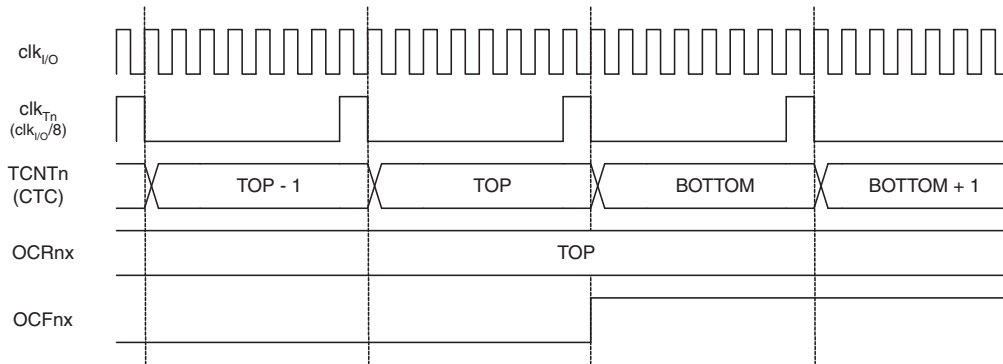 clkI/O
clkTn
(clkI/O/8)
TCNTn
(CTC)
TOP - 1
TOP
BOTTOM
BOTTOM + 1
OCRnx
TOP
OCFnx